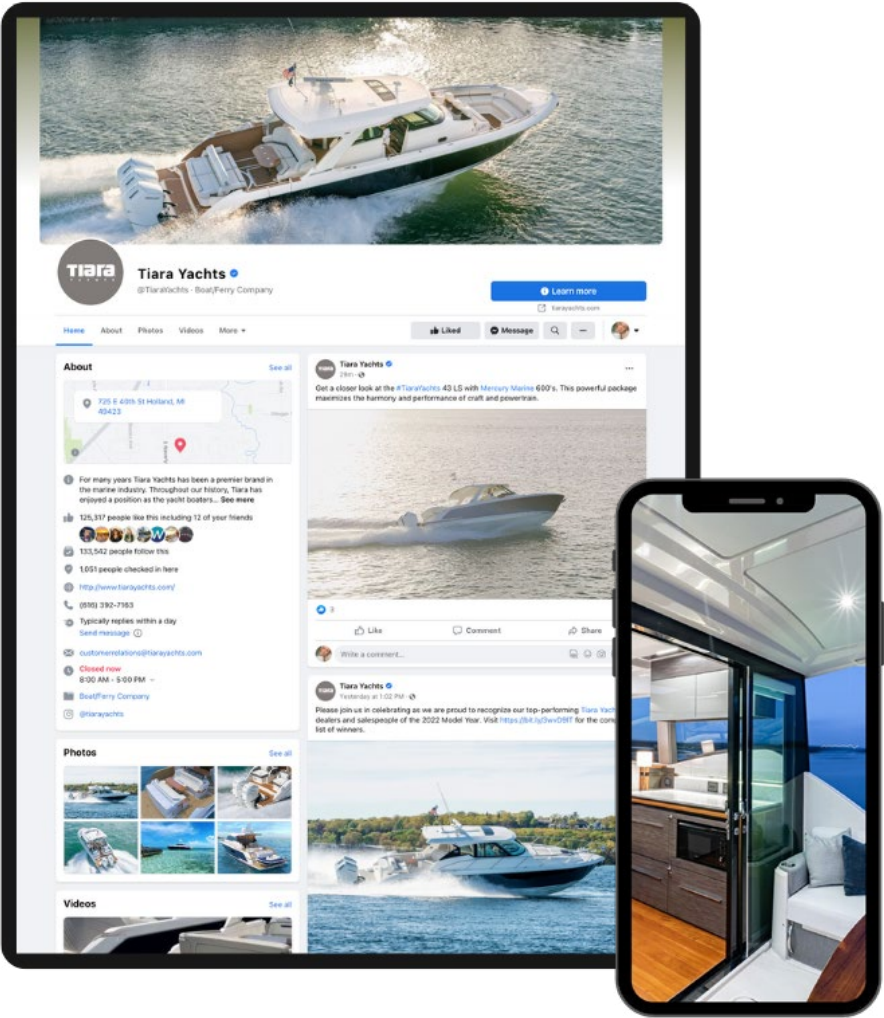 TIARA
YACHTS
Tiara Yachts
@TiaraYachts · Boat/Ferry Company
Learn more
tiarayachts.com
Home About Photos Videos More
Liked Message
About See all
725 E 40th St Holland, MI
49423
For many years Tiara Yachts has been a premier brand in
the marine industry. Throughout our history, Tiara has
enjoyed a position as the yacht boaters... See more
125,317 people like this including 12 of your friends
133,542 people follow this
1,051 people checked in here
http://www.tiarayachts.com/
(616) 392-7163
Typically replies within a day
Send message
customerrelations@tiarayachts.com
Closed now
8:00 AM - 5:00 PM
Boat/Ferry Company
@tiarayachts
Photos See all
Videos See all
Tiara Yachts
Get a closer look at the #TiaraYachts 43 LS with Mercury Marine 600's. This powerful package
maximizes the harmony and performance of craft and powertrain.
3
Like Comment Share
Write a comment...
Tiara Yachts
Yesterday at 1:02 PM
Please join us in celebrating as we are proud to recognize our top-performing Tiara Yach
dealers and salespeople of the 2022 Model Year. Visit for the com
list of winners.